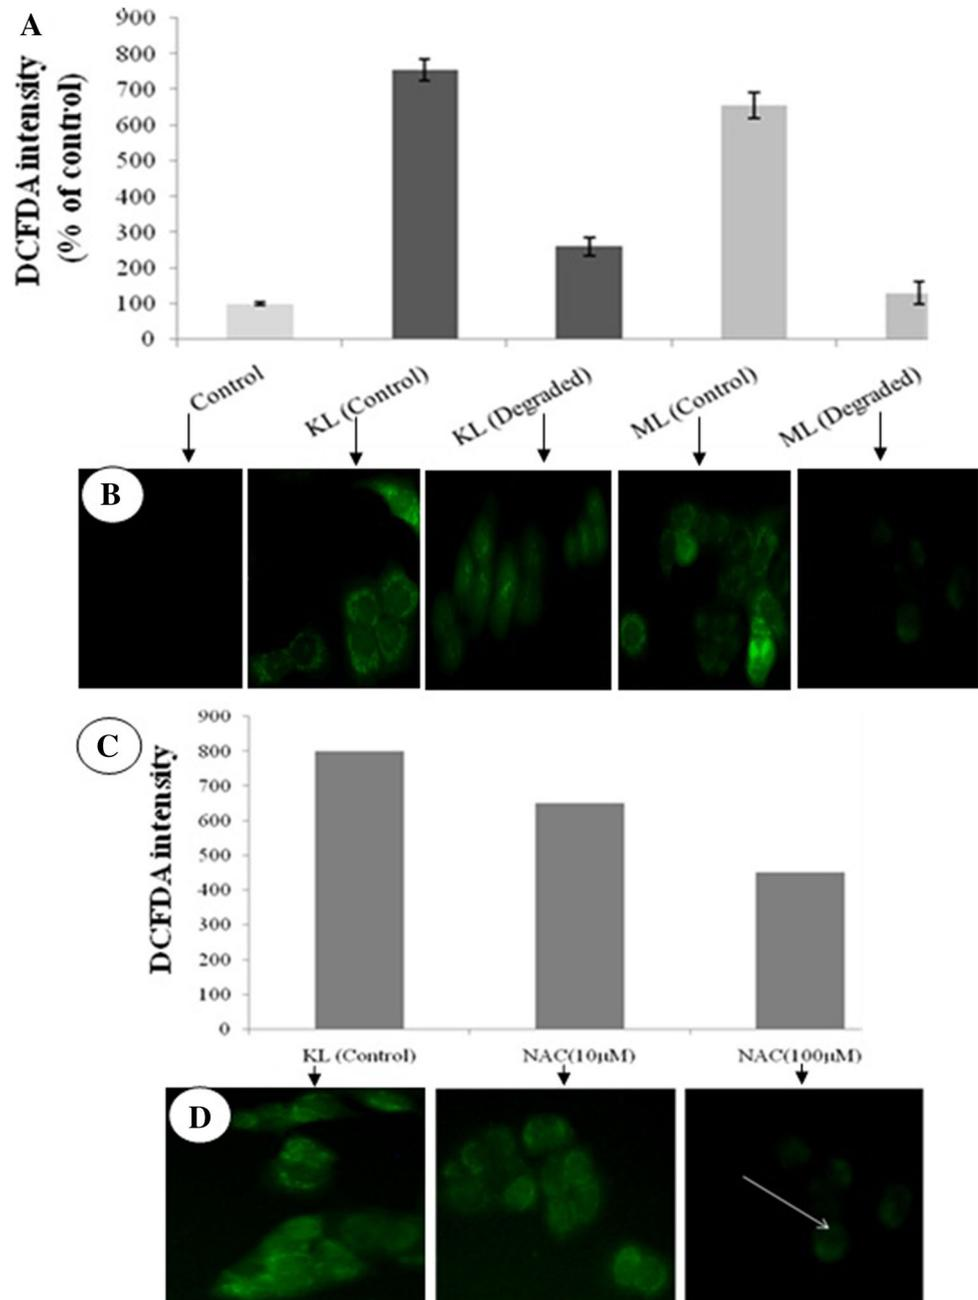 A
DCFDA intensity
(% of control)
900
800
700
600
500
400
300
200
100
0
Control
KL (Control)
KL (Degraded)
ML (Control)
ML (Degraded)
B
C
DCFDA intensity
900
800
700
600
500
400
300
200
100
0
KL (Control)
NAC(10µM)
NAC(100µM)
D